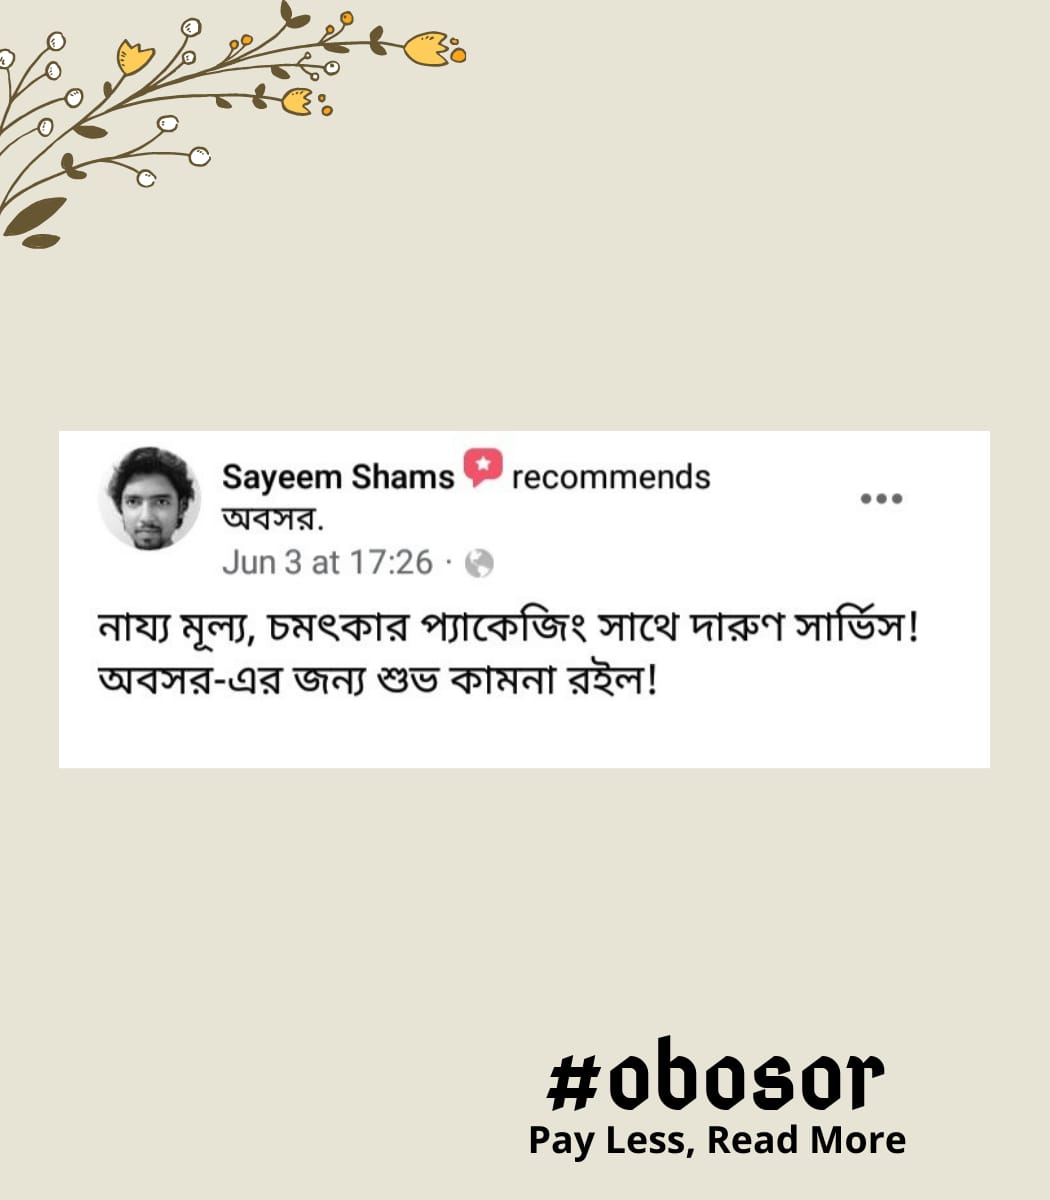 Sayeem Shams recommends
অবসর.
Jun 3 at 17:26 ·
নায্য মূল্য, চমৎকার প্যাকেজিং সাথে দারুণ সার্ভিস!
অবসর-এর জন্য শুভ কামনা রইল!
#obosor
Pay Less, Read More